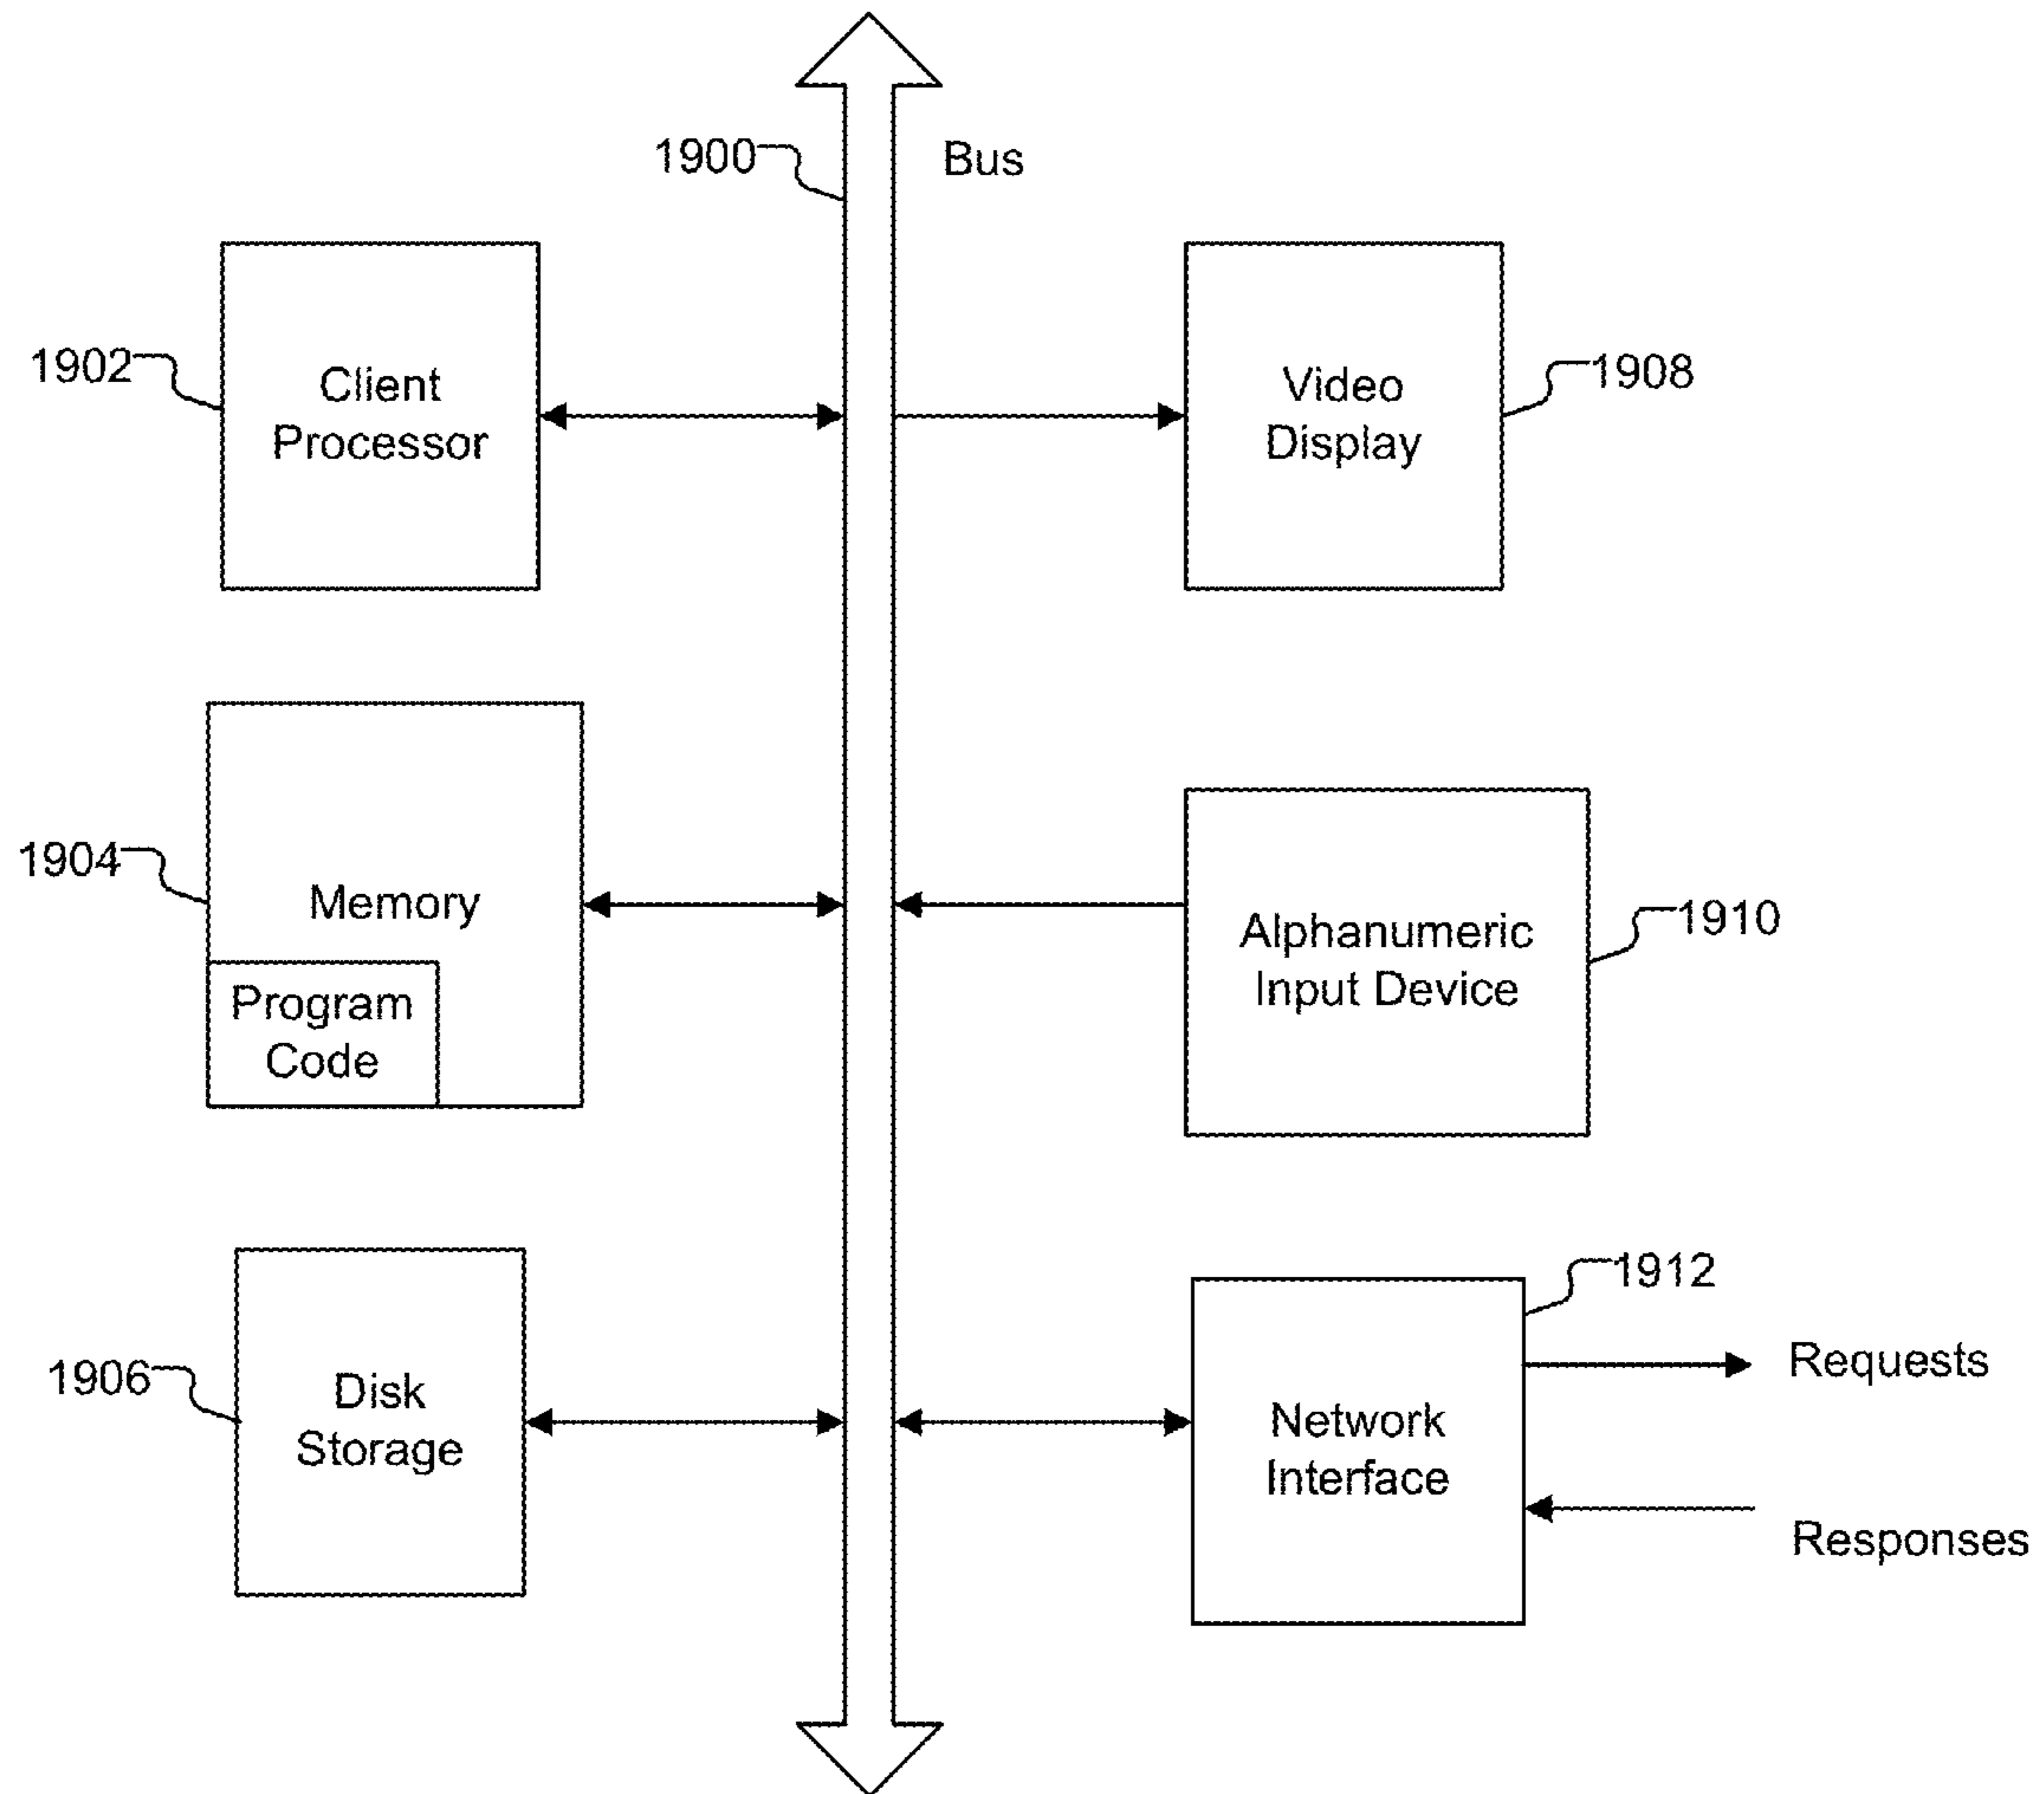 1900
Bus
1902
Client
Processor
Video
Display
1908
1904
Memory
Program
Code
Alphanumeric
Input Device
1910
1906
Disk
Storage
1912
Network
Interface
Requests
Responses